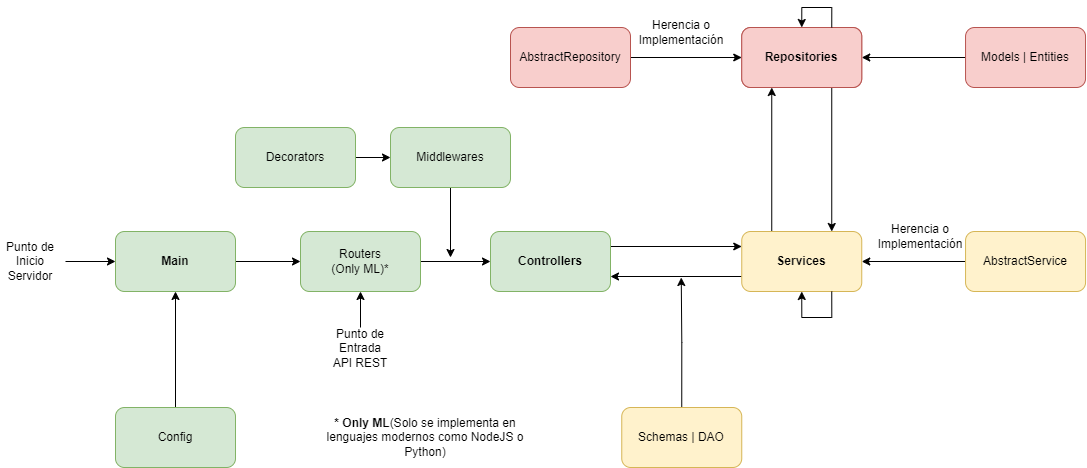 Herencia o
Implementación
AbstractRepository
Repositories
Models | Entities
Decorators
Middlewares
Punto de
Inicio
Servidor
Main
Routers
(Only ML)*
Controllers
Services
Herencia o
Implementación
AbstractService
Punto de
Entrada
API REST
Config
* Only ML(Solo se implementa en
lenguajes modernos como NodeJS o
Python)
Schemas | DAO